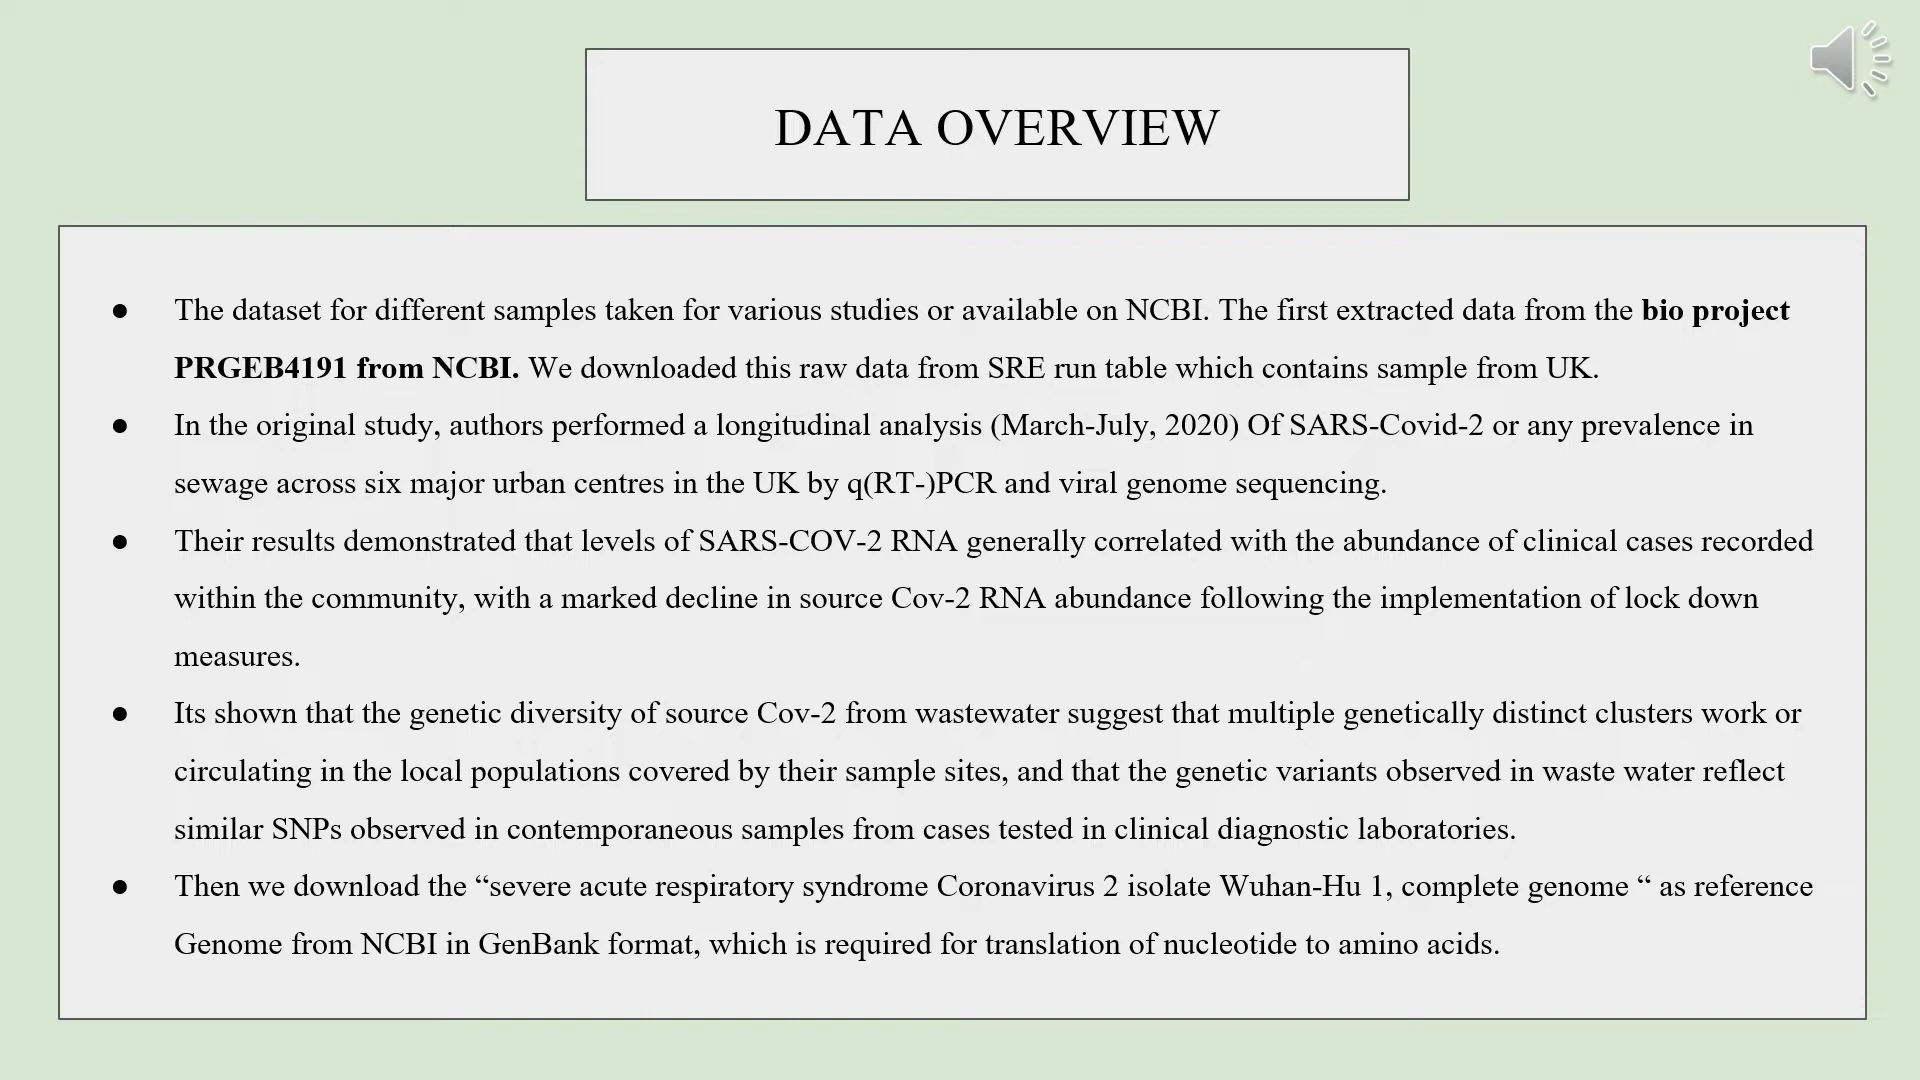 DATA OVERVIEW
● The dataset for different samples taken for various studies or available on NCBI. The first extracted data from the bio project
PRGEB4191 from NCBI. We downloaded this raw data from SRE run table which contains sample from UK.
● In the original study, authors performed a longitudinal analysis (March-July, 2020) Of SARS-Covid-2 or any prevalence in
sewage across six major urban centres in the UK by q(RT-)PCR and viral genome sequencing.
● Their results demonstrated that levels of SARS-COV-2 RNA generally correlated with the abundance of clinical cases recorded
within the community, with a marked decline in source Cov-2 RNA abundance following the implementation of lock down
measures.
● Its shown that the genetic diversity of source Cov-2 from wastewater suggest that multiple genetically distinct clusters work or
circulating in the local populations covered by their sample sites, and that the genetic variants observed in waste water reflect
similar SNPs observed in contemporaneous samples from cases tested in clinical diagnostic laboratories.
● Then we download the “severe acute respiratory syndrome Coronavirus 2 isolate Wuhan-Hu 1, complete genome “ as reference
Genome from NCBI in GenBank format, which is required for translation of nucleotide to amino acids.